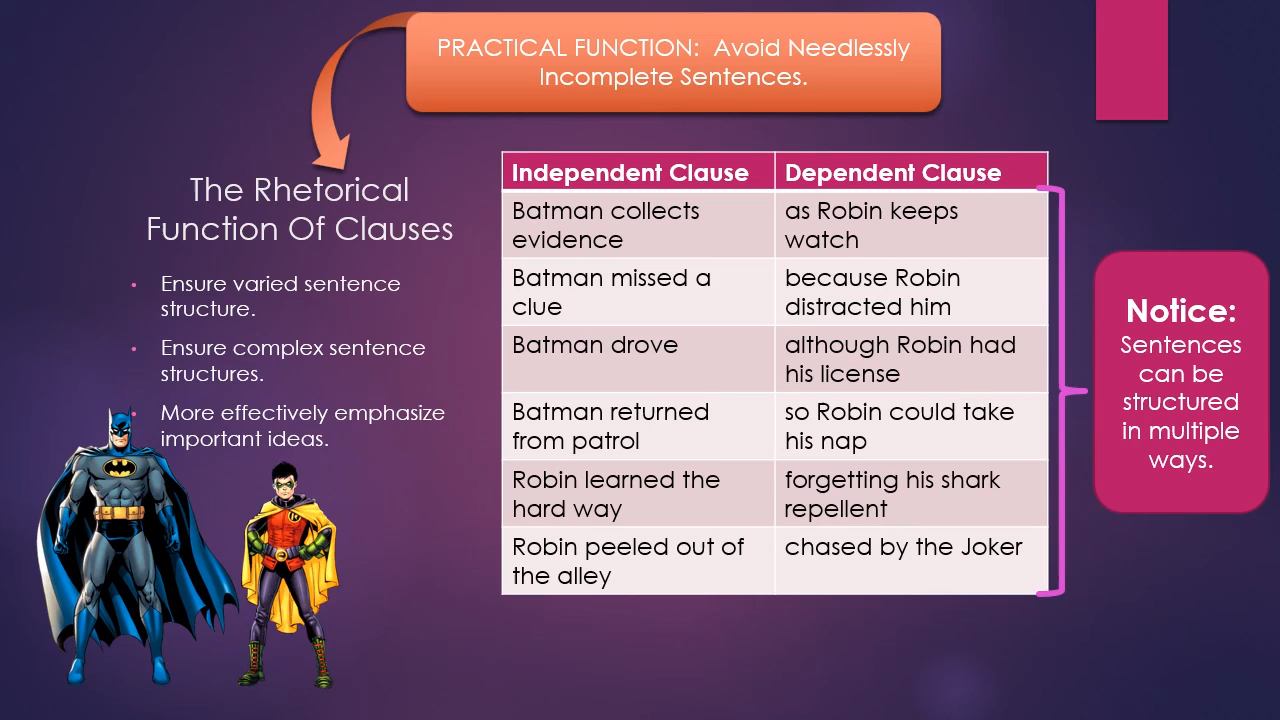 PRACTICAL FUNCTION:  Avoid Needlessly
Incomplete Sentences.
The Rhetorical
Function Of Clauses
• Ensure varied sentence
structure.
• Ensure complex sentence
structures.
• More effectively emphasize
important ideas.
Independent Clause
Dependent Clause
Batman collects
evidence
as Robin keeps
watch
Batman missed a
clue
because Robin
distracted him
Batman drove
although Robin had
his license
Batman returned
from patrol
so Robin could take
his nap
Robin learned the
hard way
forgetting his shark
repellent
Robin peeled out of
the alley
chased by the Joker
Notice:
Sentences
can be
structured
in multiple
ways.